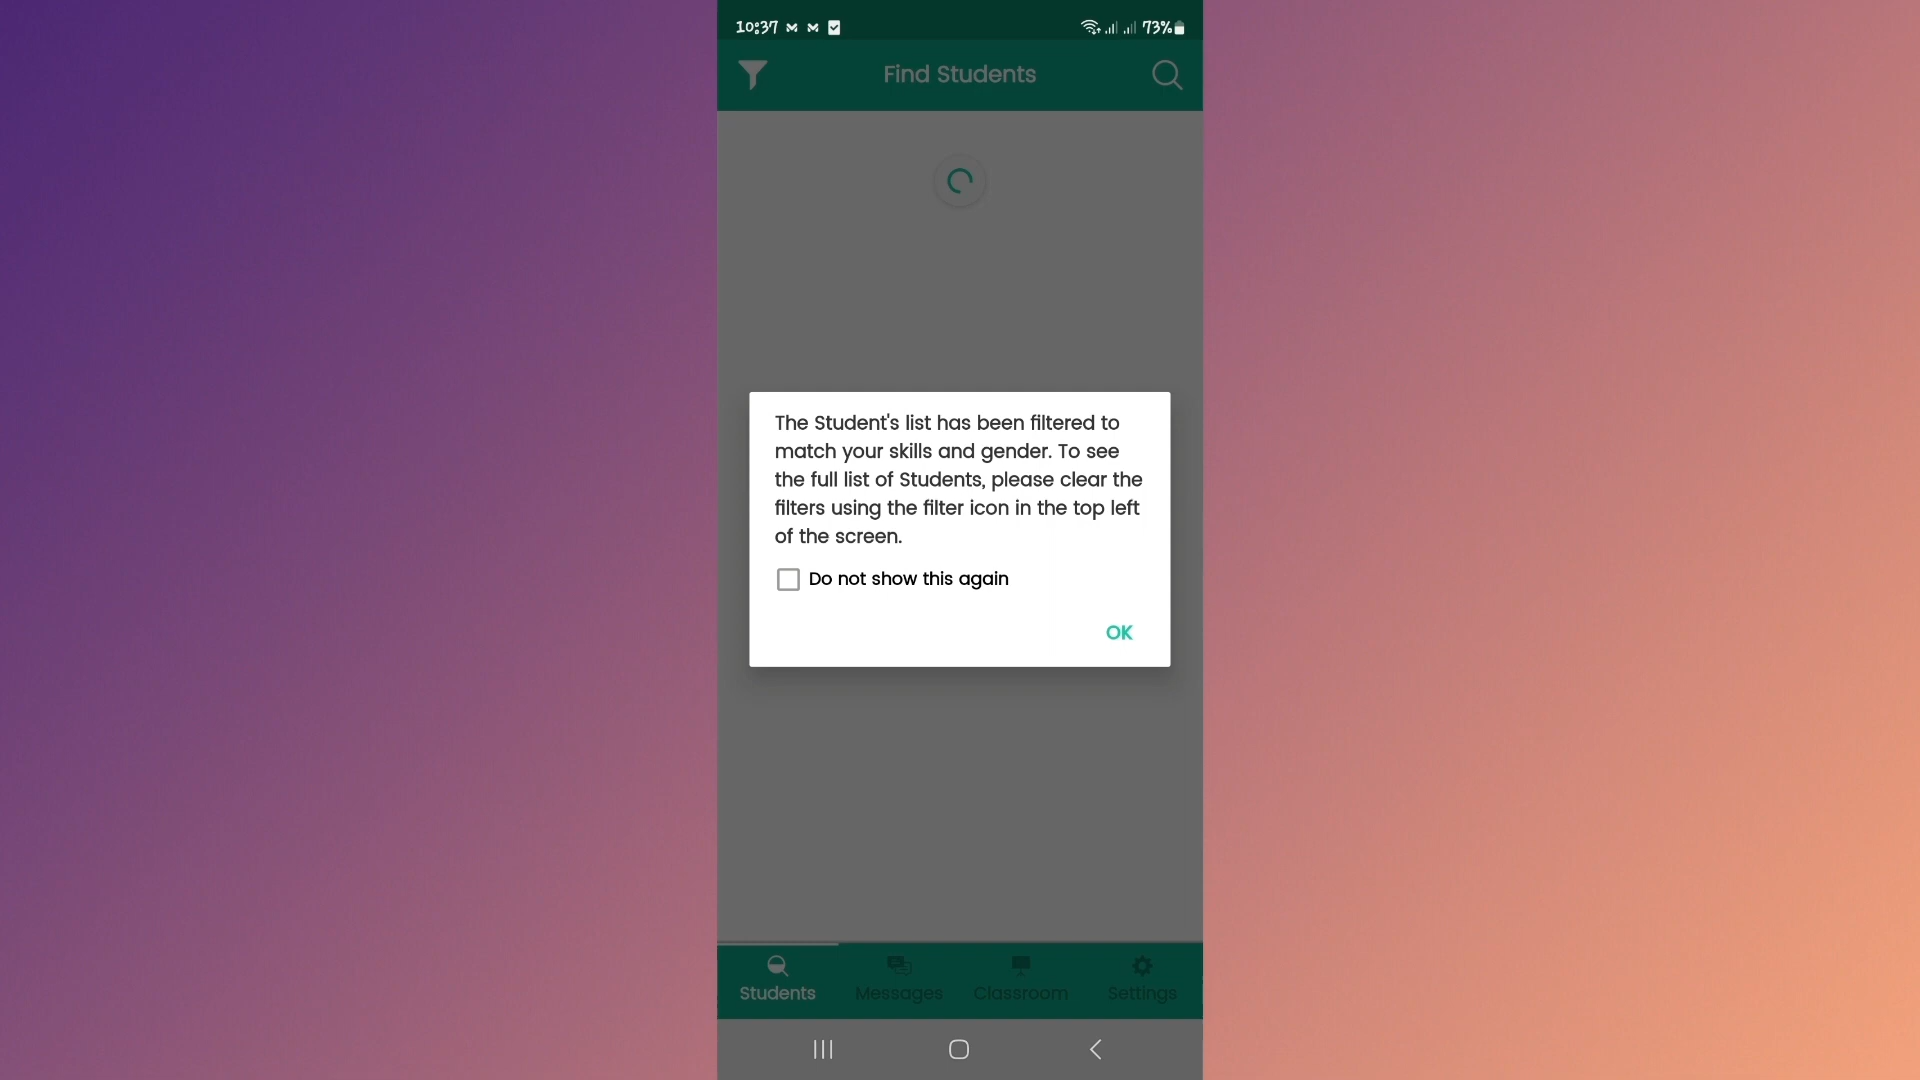 10:37 73%
Find Students
The Student's list has been filtered to
match your skills and gender. To see
the full list of Students, please clear the
filters using the filter icon in the top left
of the screen.
Do not show this again
OK
Students Messages Classroom Settings